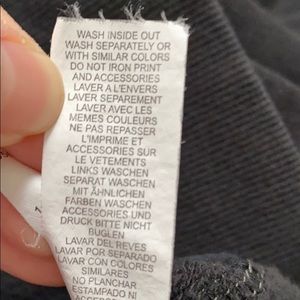 WASH INSIDE OUT
WASH SEPARATELY OR
WITH SIMILAR COLORS
DO NOT IRON PRINT
AND ACCESSORIES
LAVER A L'ENVERS
LAVER SEPAREMENT
LAVER AVEC LES
MEMES COULEURS
NE PAS REPASSER
L'IMPRIME ET
ACCESSORIES SUR
LE VETEMENTS
LINKS WASCHEN
SEPARAT WASCHEN
MIT ÄHNLICHEN
FARBEN WASCHEN
ACCESSORIES UND
DRUCK BITTE NICHT
BUGLEN
LAVAR DEL REVES
LAVAR POR SEPARADO
LAVAR CON COLORES
SIMILARES
NO PLANCHAR
ESTAMPADO NI